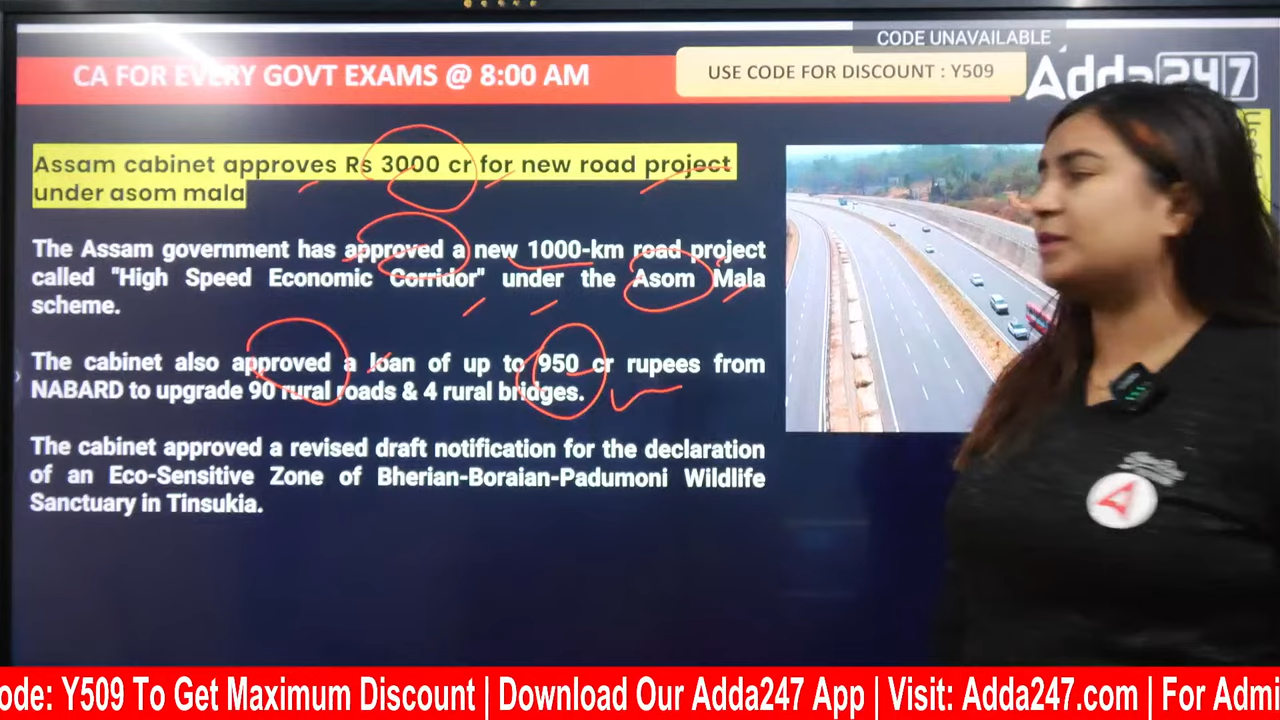 CODE UNAVAILABLE
CA FOR EVERY GOVT EXAMS @ 8:00 AM
USE CODE FOR DISCOUNT : Y509
Adda247
Assam cabinet approves Rs 3000 cr for new road project
under asom mala
The Assam government has approved a new 1000-km road project
called "High Speed Economic Corridor" under the Asom Mala
scheme.
The cabinet also approved a loan of up to 950 cr rupees from
NABARD to upgrade 90 rural roads & 4 rural bridges.
The cabinet approved a revised draft notification for the declaration
of an Eco-Sensitive Zone of Bherian-Boraian-Padumoni Wildlife
Sanctuary in Tinsukia.
ode: Y509 To Get Maximum Discount | Download Our Adda247 App | Visit: Adda247.com | For Admi